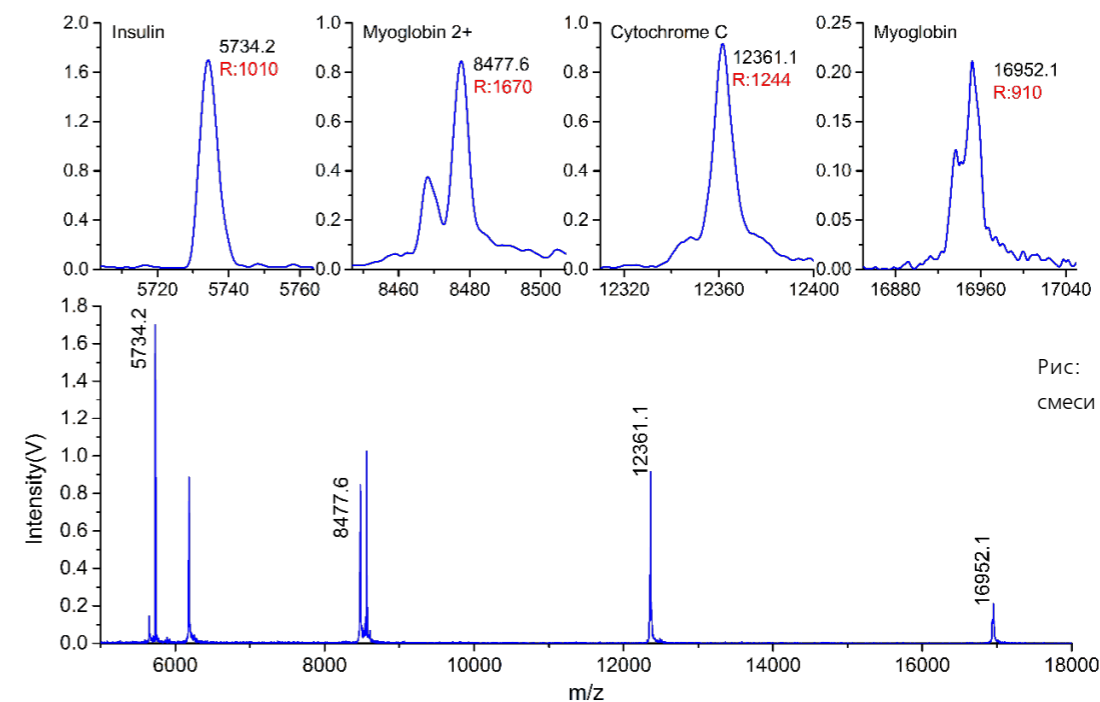 Insulin
5734.2
R:1010
2.0
1.6
1.2
0.8
0.4
0.0
5720 5740 5760
Myoglobin 2+
8477.6
R:1670
1.0
0.8
0.6
0.4
0.2
0.0
8460 8480 8500
Cytochrome C
12361.1
R:1244
1.0
0.8
0.6
0.4
0.2
0.0
12320 12360 12400
Myoglobin
16952.1
R:910
0.25
0.20
0.15
0.10
0.05
0.00
16880 16960 17040
Intensity(V)
1.8
1.6
1.4
1.2
1.0
0.8
0.6
0.4
0.2
0.0
5734.2
8477.6
12361.1
16952.1
Рис:
смеси
6000 8000 10000 12000 14000 16000 18000
m/z